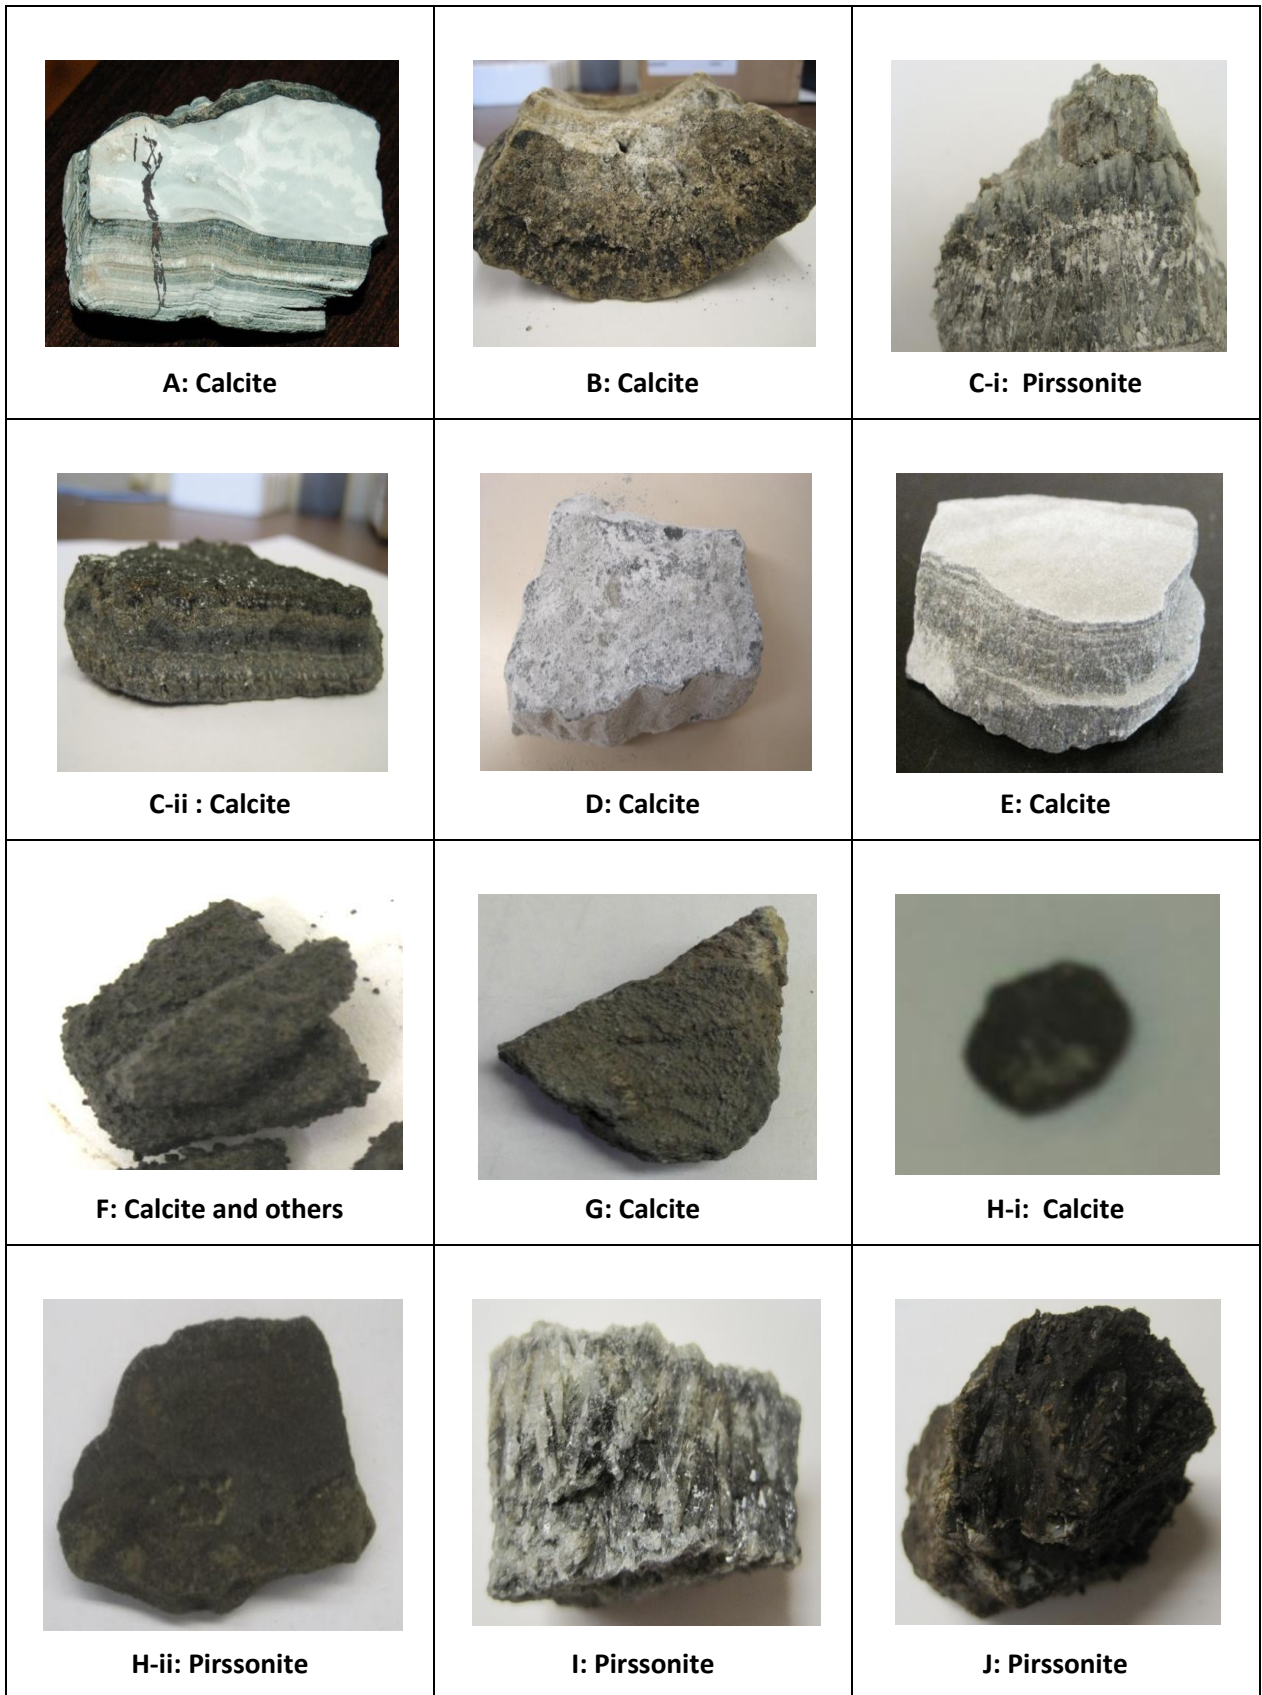 A: Calcite
B: Calcite
C-i: Pirssonite
C-ii : Calcite
D: Calcite
E: Calcite
F: Calcite and others
G: Calcite
H-i: Calcite
H-ii: Pirssonite
I: Pirssonite
J: Pirssonite